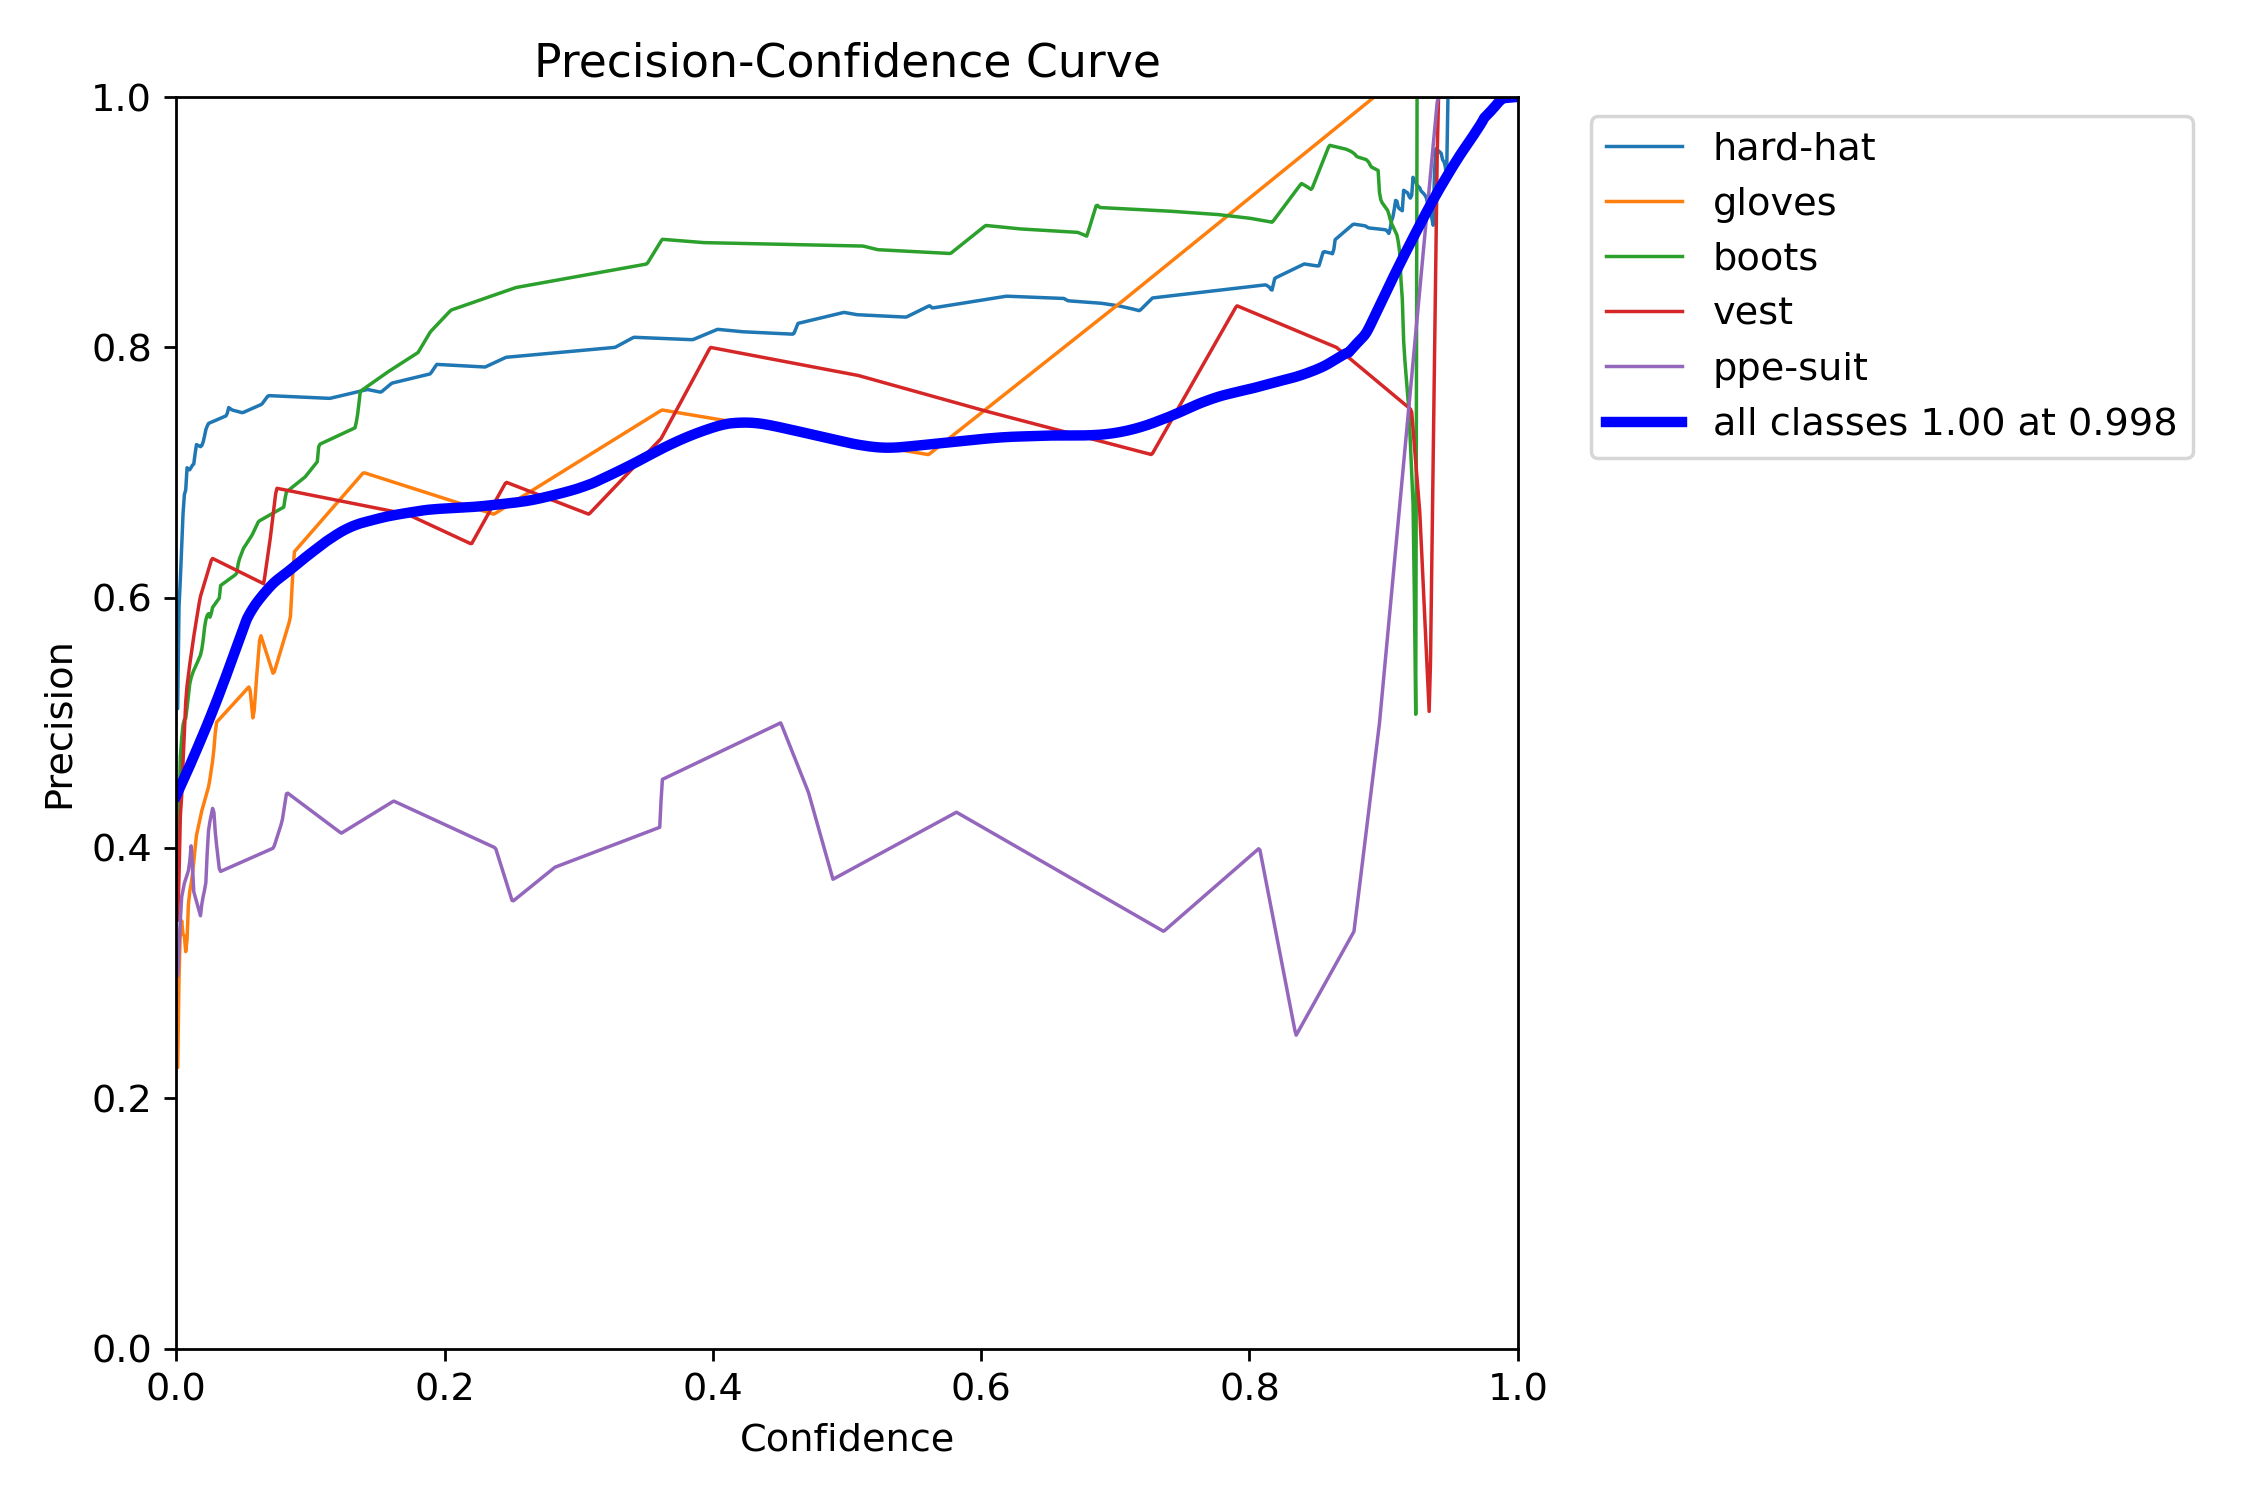 Precision-Confidence Curve
1.0
0.8
0.6
0.4
0.2
0.0
Precision
0.0 0.2 0.4 0.6 0.8 1.0
Confidence
hard-hat
gloves
boots
vest
ppe-suit
all classes 1.00 at 0.998